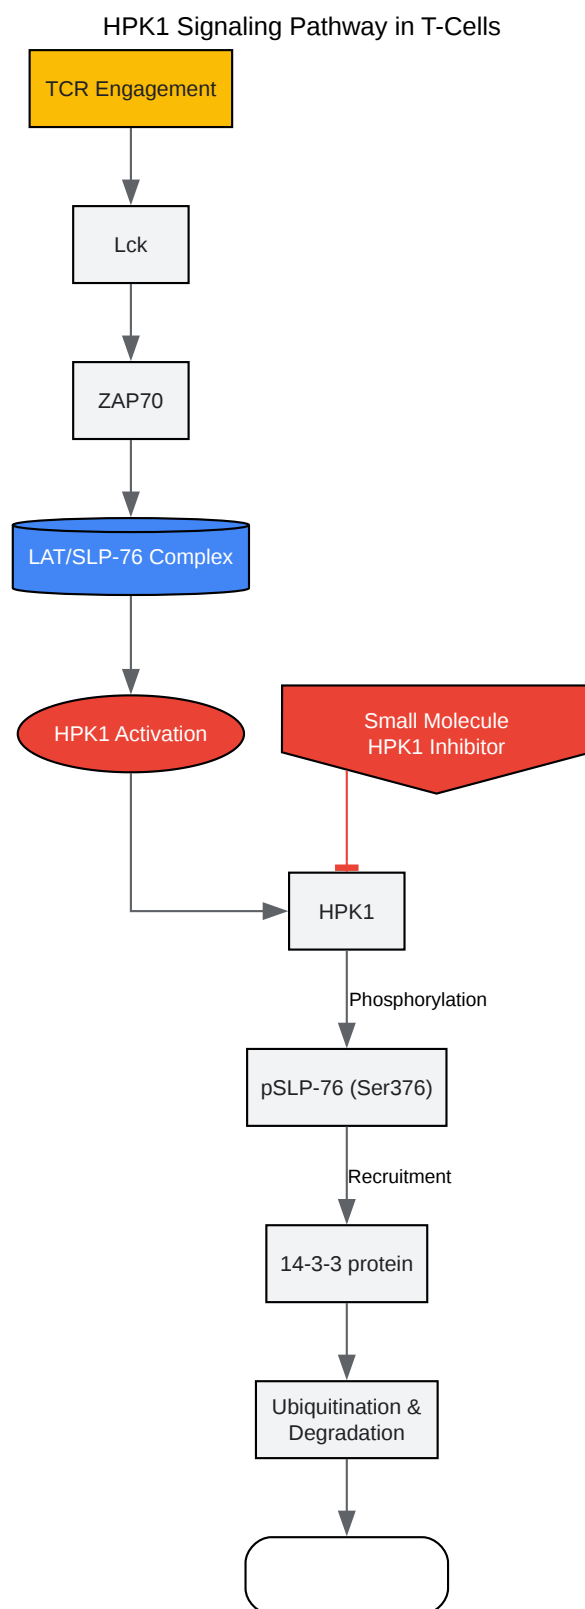 HPK1 Signaling Pathway in T-Cells
TCR Engagement
Lck
ZAP70
LAT/SLP-76 Complex
HPK1 Activation
Small Molecule
HPK1 Inhibitor
HPK1
Phosphorylation
pSLP-76 (Ser376)
Recruitment
14-3-3 protein
Ubiquitination &
Degradation